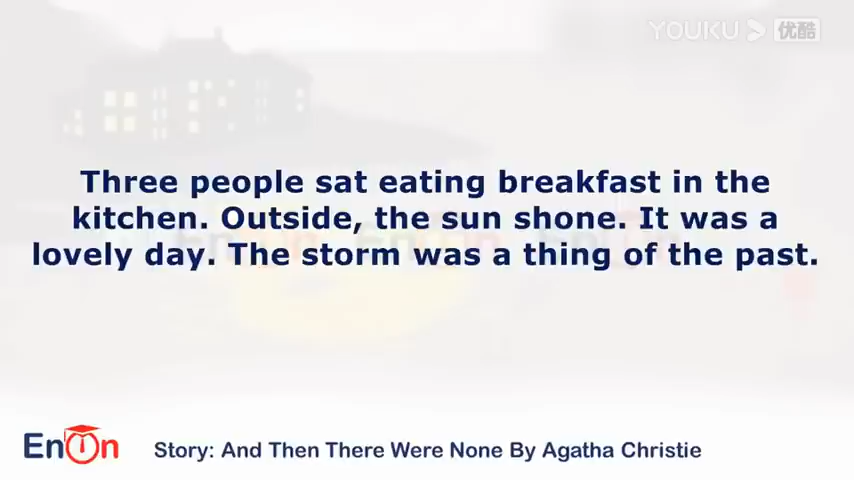 YOUKU 优酷
Three people sat eating breakfast in the
kitchen. Outside, the sun shone. It was a
lovely day. The storm was a thing of the past.
EnOn
Story: And Then There Were None By Agatha Christie